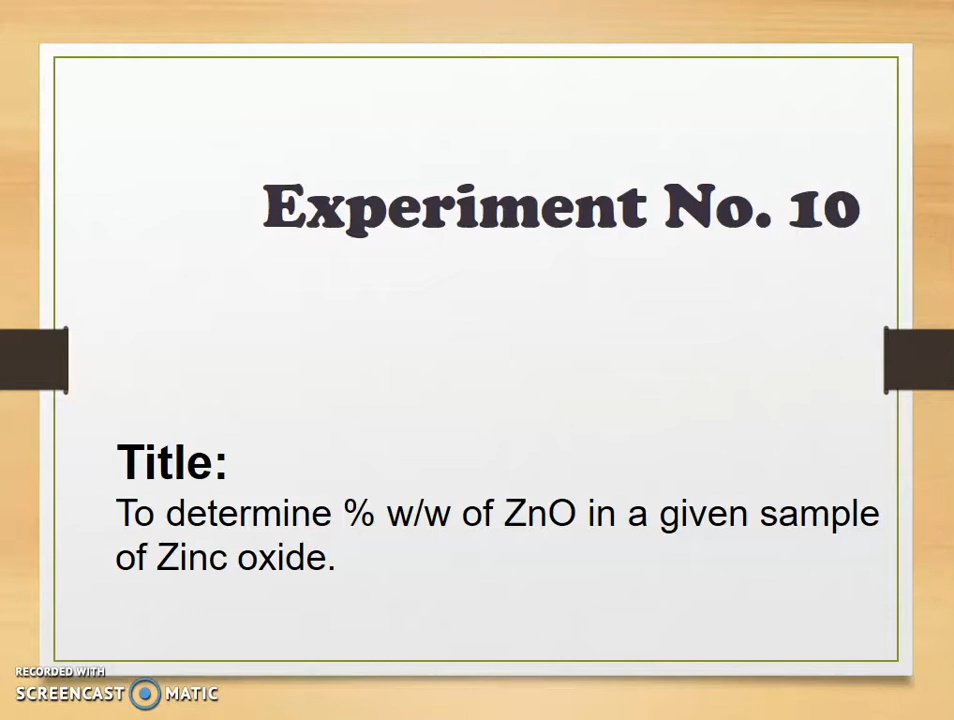 Experiment No. 10
Title:
To determine % w/w of ZnO in a given sample
of Zinc oxide.
RECORDED WITH
SCREENCAST MATIC